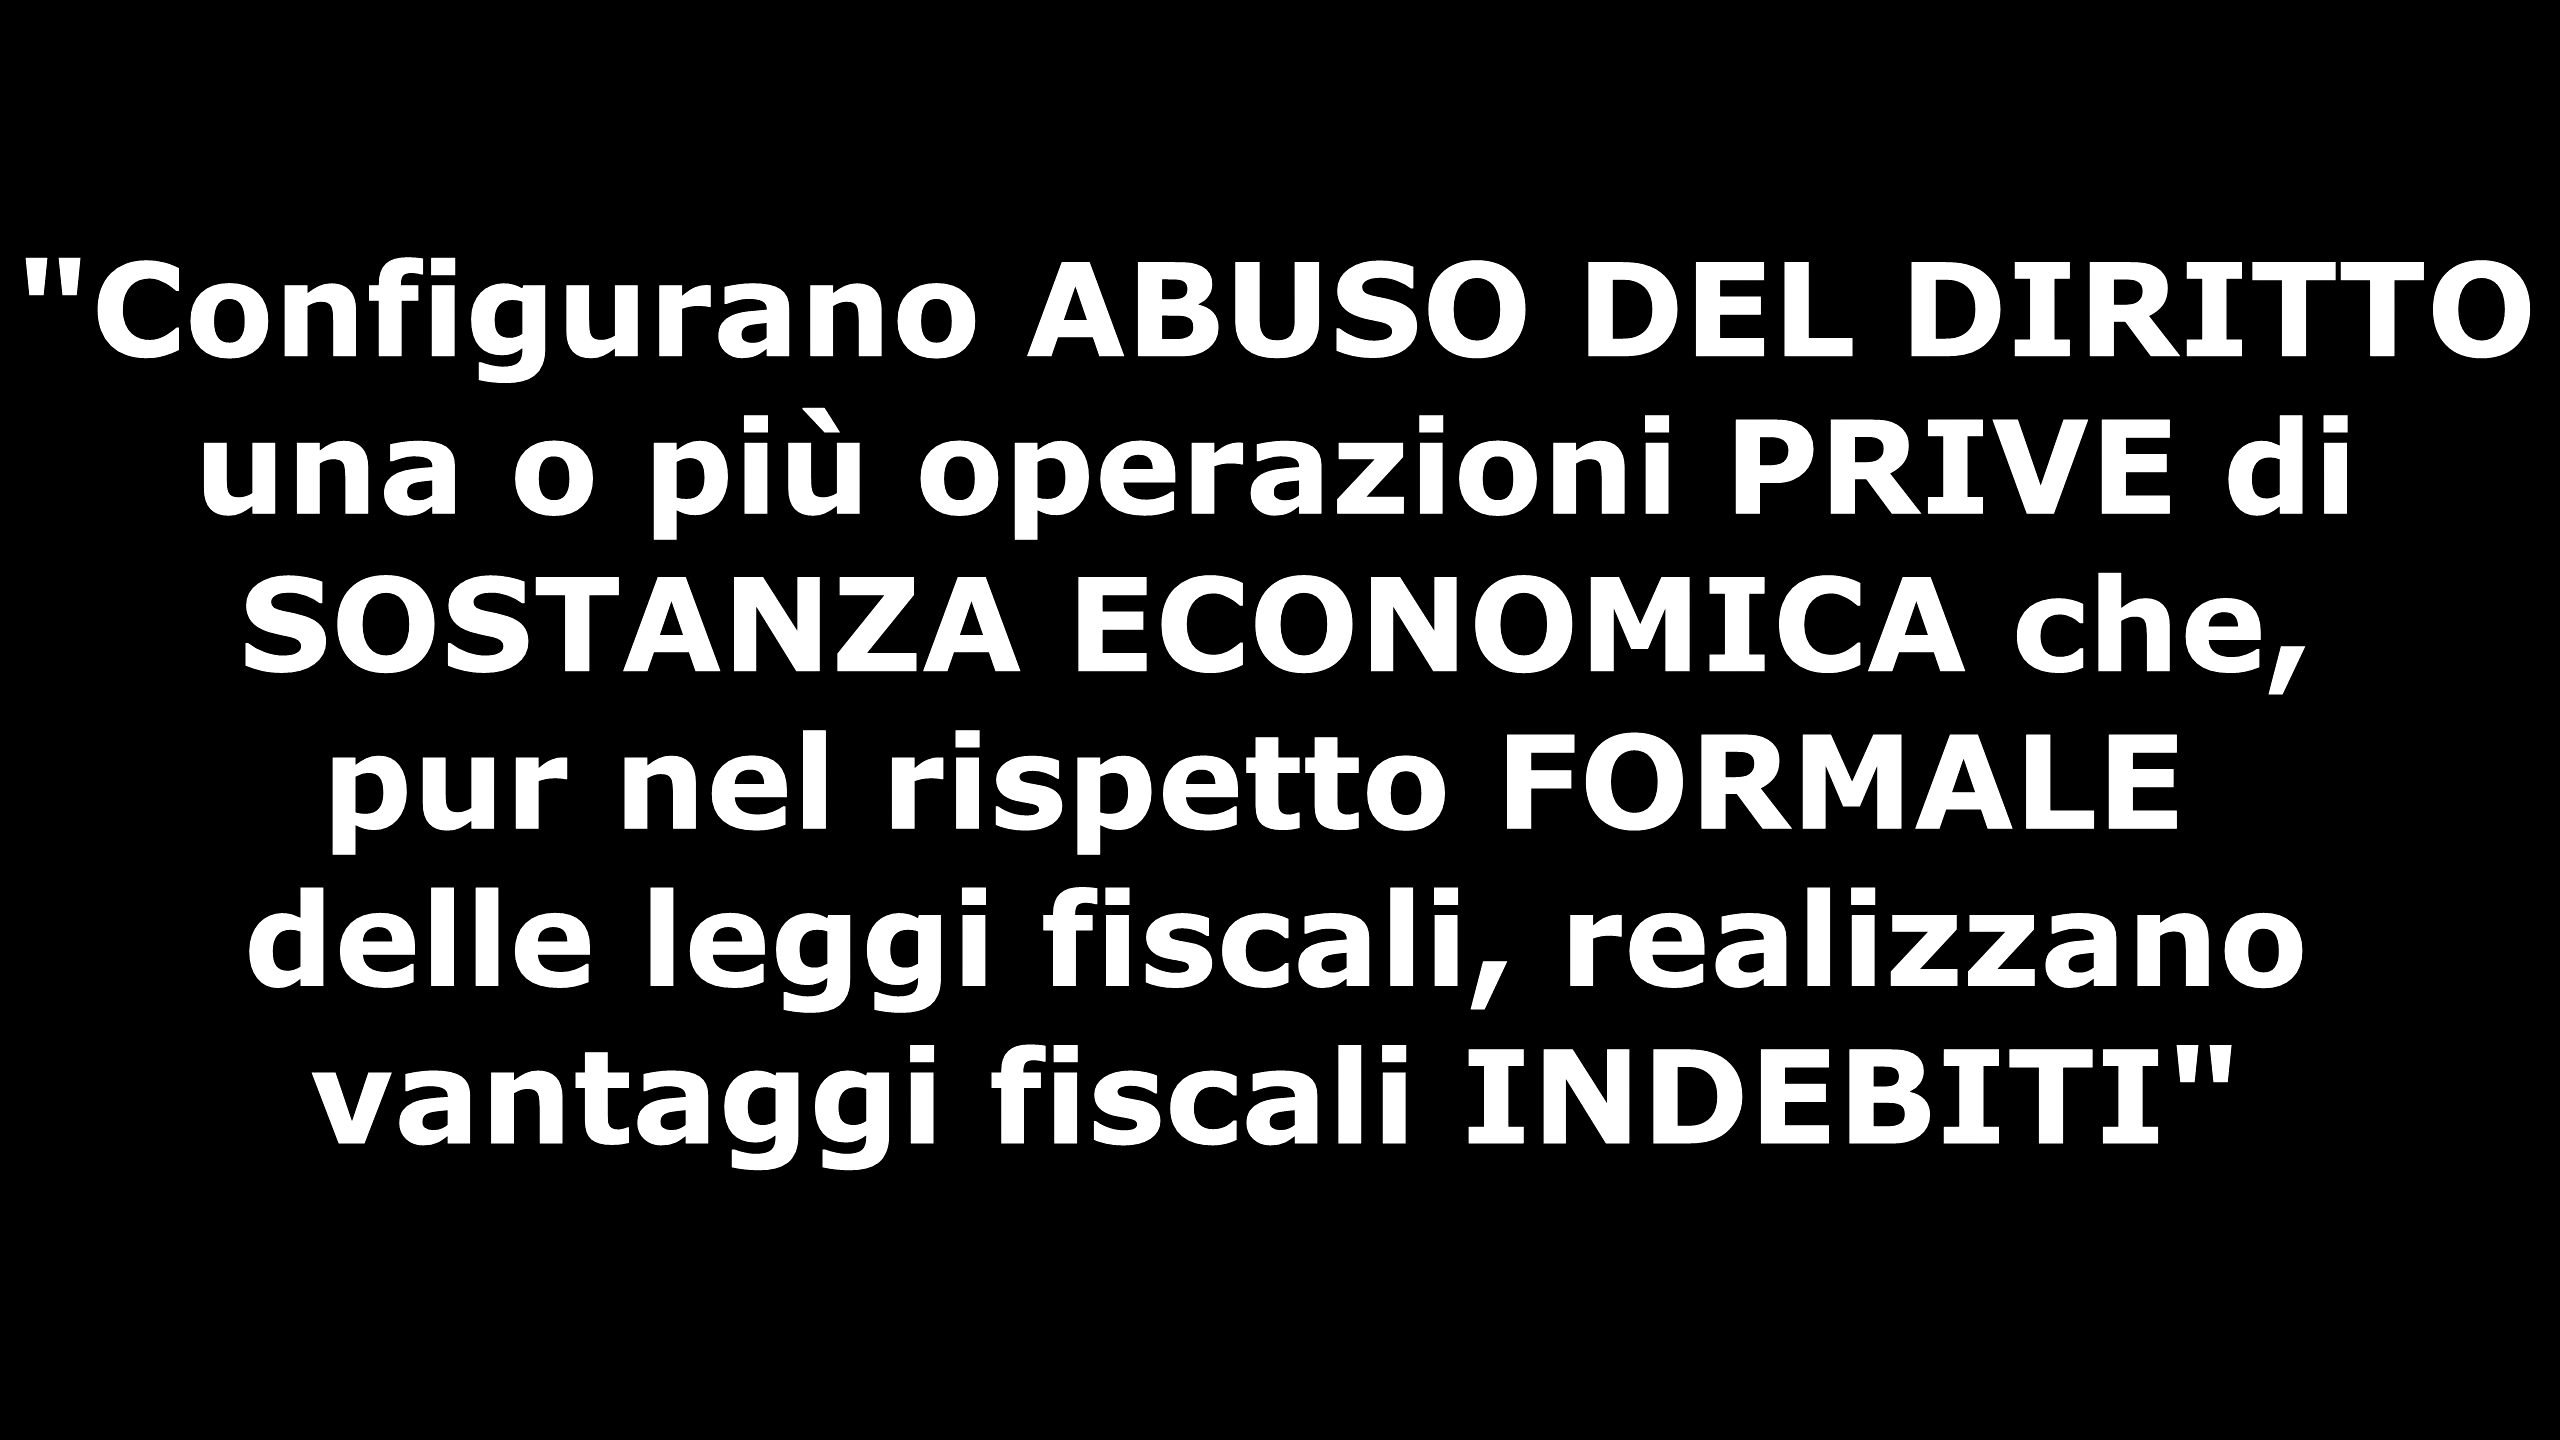 "Configurano ABUSO DEL DIRITTO
una o più operazioni PRIVE di
SOSTANZA ECONOMICA che,
pur nel rispetto FORMALE
delle leggi fiscali, realizzano
vantaggi fiscali INDEBITI"